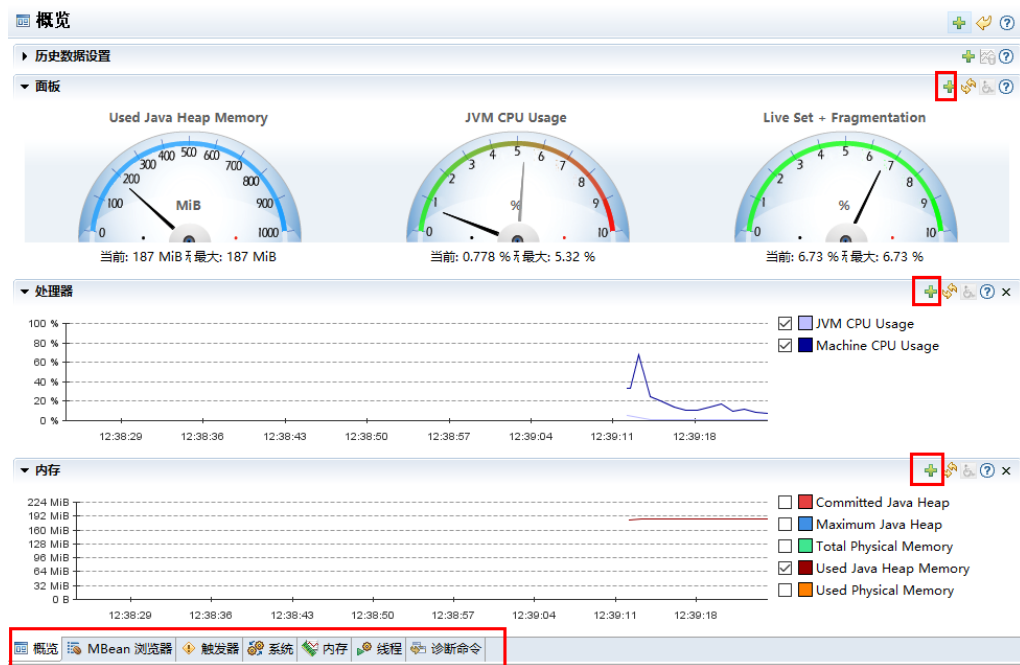 概览
历史数据设置
面板
Used Java Heap Memory
0 100 200 300 400 500 600 700 800 900 1000
MiB
当前: 187 MiB 最大: 187 MiB
JVM CPU Usage
0 1 2 3 4 5 6 7 8 9 10
%
当前: 0.778 % 最大: 5.32 %
Live Set + Fragmentation
0 1 2 3 4 5 6 7 8 9 10
%
当前: 6.73 % 最大: 6.73 %
处理器
100 %
80 %
60 %
40 %
20 %
0 %
12:38:29 12:38:36 12:38:43 12:38:50 12:38:57 12:39:04 12:39:11 12:39:18
JVM CPU Usage
Machine CPU Usage
内存
224 MiB
192 MiB
160 MiB
128 MiB
96 MiB
64 MiB
32 MiB
0 B
12:38:29 12:38:36 12:38:43 12:38:50 12:38:57 12:39:04 12:39:11 12:39:18
Committed Java Heap
Maximum Java Heap
Total Physical Memory
Used Java Heap Memory
Used Physical Memory
概览 MBean 浏览器 触发器 系统 内存 线程 诊断命令